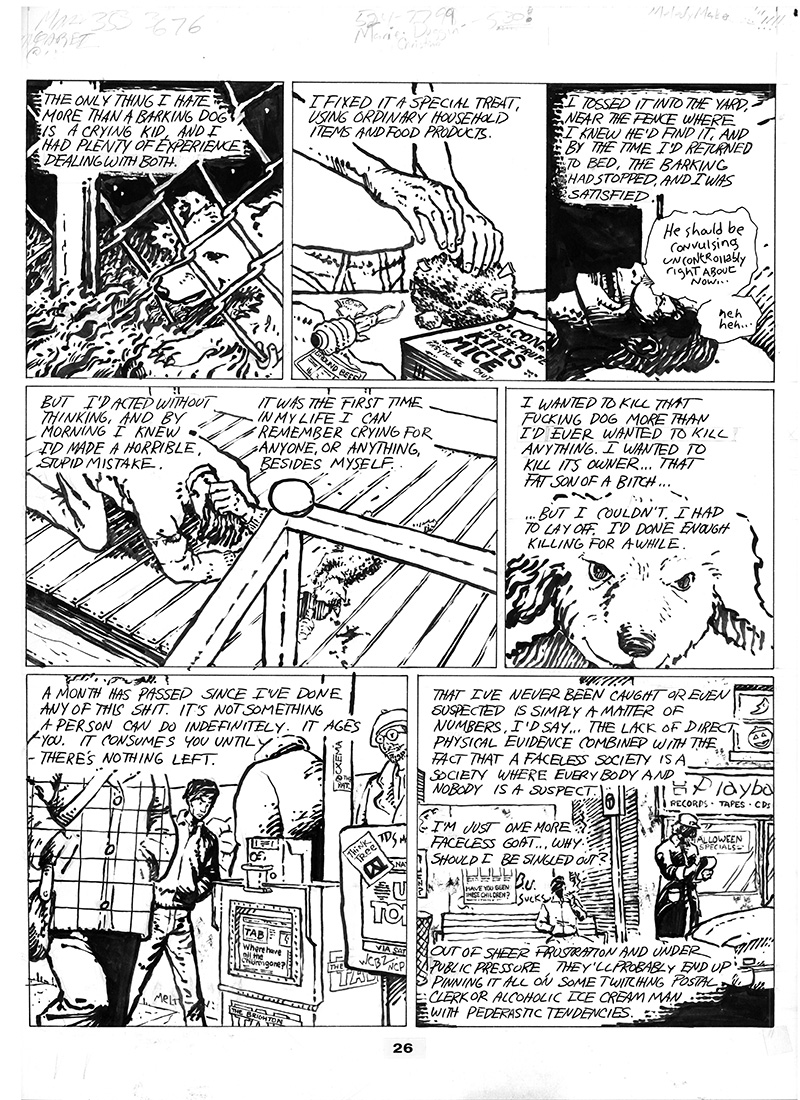 THE ONLY THING I HATE
MORE THAN A BARKING DOG
IS A CRYING KID, AND I
HAD PLENTY OF EXPERIENCE
DEALING WITH BOTH.
I FIXED IT A SPECIAL TREAT,
USING ORDINARY HOUSEHOLD
ITEMS AND FOOD PRODUCTS.
d-CON
KILLS
MICE
I TOSSED IT INTO THE YARD,
NEAR THE FENCE WHERE
I KNEW HE'D FIND IT, AND
BY THE TIME I'D RETURNED
TO BED, THE BARKING
HAD STOPPED, AND I WAS
SATISFIED.
He should be
convulsing
uncontrollably
right about
now...
heh
heh...
BUT I'D ACTED WITHOUT
THINKING, AND BY
MORNING I KNEW
I'D MADE A HORRIBLE,
STUPID MISTAKE.
IT WAS THE FIRST TIME
IN MY LIFE I CAN
REMEMBER CRYING FOR
ANYONE, OR ANYTHING,
BESIDES MYSELF.
I WANTED TO KILL THAT
FUCKING DOG MORE THAN
I'D EVER WANTED TO KILL
ANYTHING. I WANTED TO
KILL ITS OWNER... THAT
FAT SON OF A BITCH...
...BUT I COULDN'T, I HAD
TO LAY OFF. I'D DONE ENOUGH
KILLING FOR A WHILE.
A MONTH HAS PASSED SINCE I'VE DONE
ANY OF THIS SHIT. IT'S NOT SOMETHING
A PERSON CAN DO INDEFINITELY. IT AGES
YOU. IT CONSUMES YOU UNTIL
THERE'S NOTHING LEFT.
TAB
Where have
all the
gone?
THE BRIGHTON
MELT
THAT I'VE NEVER BEEN CAUGHT OR EVEN
SUSPECTED IS SIMPLY A MATTER OF
NUMBERS, I'D SAY... THE LACK OF DIRECT
PHYSICAL EVIDENCE COMBINED WITH THE
FACT THAT A FACELESS SOCIETY IS A
SOCIETY WHERE EVERYBODY AND
NOBODY IS A SUSPECT.
Playba
RECORDS · TAPES · CDs
I'M JUST ONE MORE
FACELESS GOAT... WHY
SHOULD I BE SINGLED OUT?
ALLOWEEN
SPECIALS
HAVE YOU SEEN
THESE CHILDREN?
B.U.
SUCKS
OUT OF SHEER FRUSTRATION AND UNDER
PUBLIC PRESSURE THEY'LL PROBABLY END UP
PINNING IT ALL ON SOME TWITCHING POSTAL
CLERK OR ALCOHOLIC ICE CREAM MAN
WITH PEDERASTIC TENDENCIES.
26